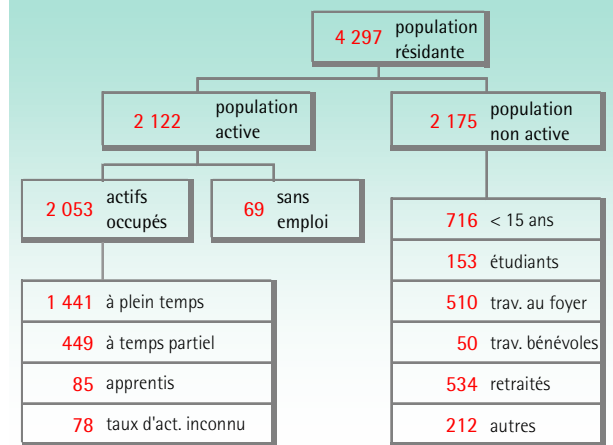 4 297 population
résidante
2 122 population
active
2 175 population
non active
2 053 actifs
occupés
69 sans
emploi
1 441 à plein temps
449 à temps partiel
85 apprentis
78 taux d'act. inconnu
716 < 15 ans
153 étudiants
510 trav. au foyer
50 trav. bénévoles
534 retraités
212 autres